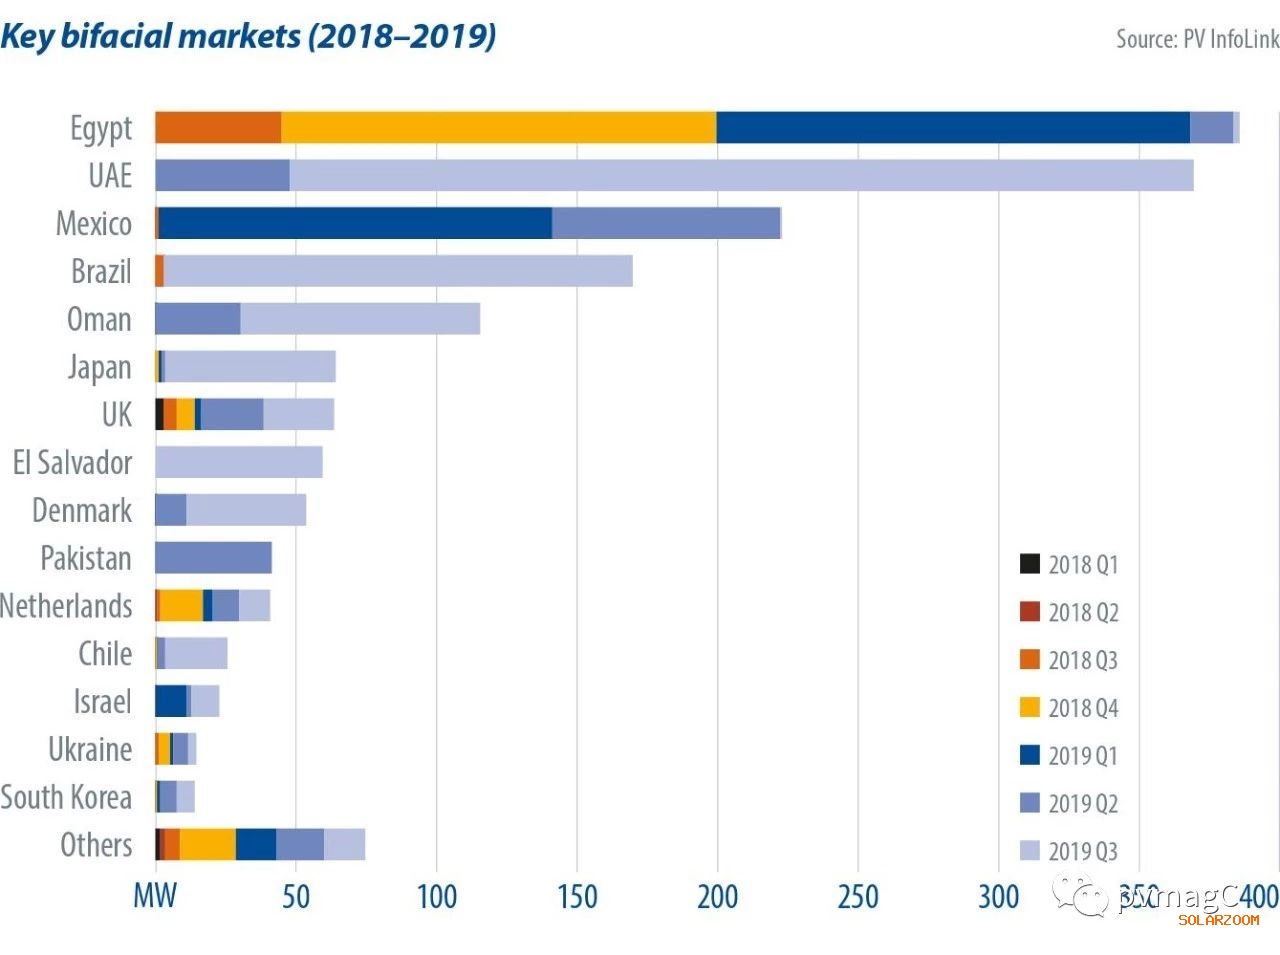 Key bifacial markets (2018–2019)
Source: PV InfoLink
Egypt
UAE
Mexico
Brazil
Oman
Japan
UK
El Salvador
Denmark
Pakistan
Netherlands
Chile
Israel
Ukraine
South Korea
Others
2018 Q1
2018 Q2
2018 Q3
2018 Q4
2019 Q1
2019 Q2
2019 Q3
MW 50 100 150 200 250 300 350 400
pvmagC
SOLARZOOM